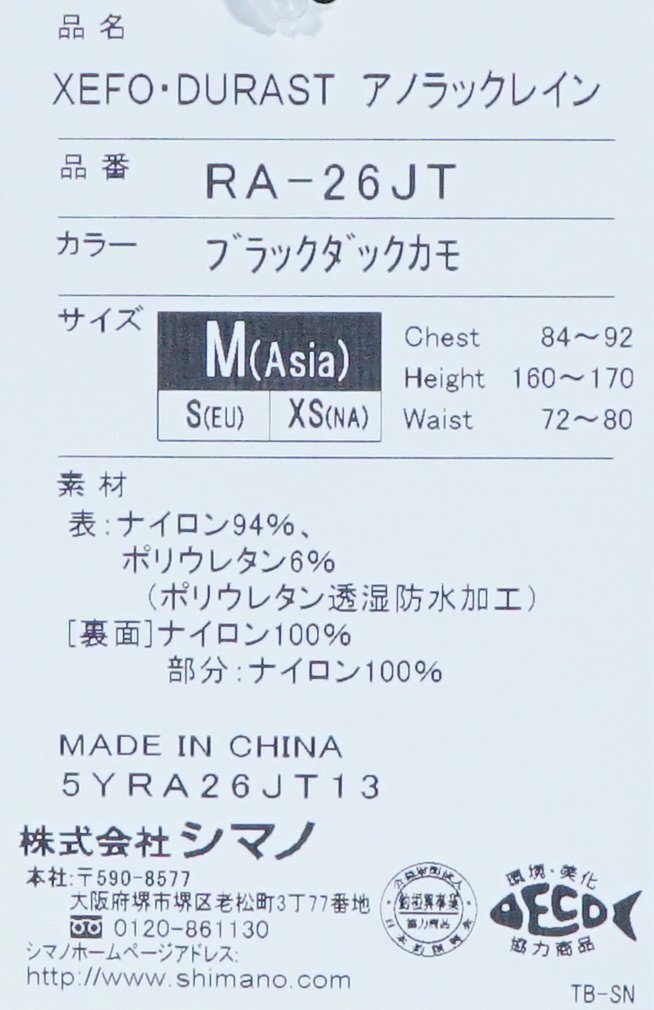 品名
XEFO・DURAST アノラックレイン
品番
RA-26JT
カラー
ブラックダックカモ
サイズ
M(Asia)
S(EU) XS(NA)
Chest 84～92
Height 160～170
Waist 72～80
素材
表:ナイロン94%、
ポリウレタン6%
(ポリウレタン透湿防水加工)
[裏面]ナイロン100%
部分:ナイロン100%
MADE IN CHINA
5YRA26JT13
株式会社シマノ
本社:〒590-8577
大阪府堺市堺区老松町3丁77番地
0120-861130
シマノホームページアドレス:
http://www.shimano.com
環境・美化
ECO
協力商品
TB-SN